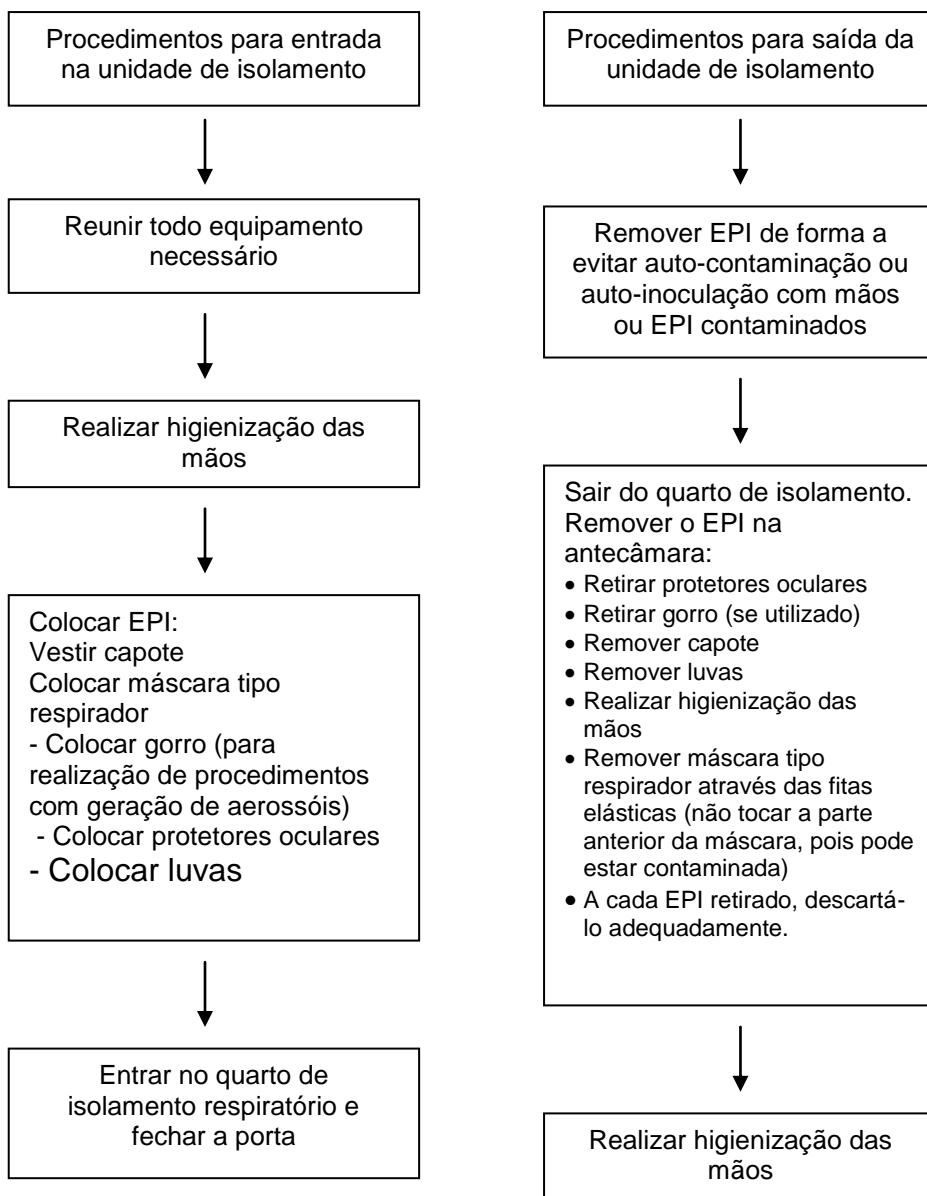 Procedimentos para entrada
na unidade de isolamento
Reunir todo equipamento
necessário
Realizar higienização das
mãos
Colocar EPI:
Vestir capote
Colocar máscara tipo
respirador
- Colocar gorro (para
realização de procedimentos
com geração de aerossóis)
- Colocar protetores oculares
- Colocar luvas
Entrar no quarto de
isolamento respiratório e
fechar a porta
Procedimentos para saída da
unidade de isolamento
Remover EPI de forma a
evitar auto-contaminação ou
auto-inoculação com mãos
ou EPI contaminados
Sair do quarto de isolamento.
Remover o EPI na
antecâmara:
• Retirar protetores oculares
• Retirar gorro (se utilizado)
• Remover capote
• Remover luvas
• Realizar higienização das
mãos
• Remover máscara tipo
respirador através das fitas
elásticas (não tocar a parte
anterior da máscara, pois pode
estar contaminada)
• A cada EPI retirado, descartá-
lo adequadamente.
Realizar higienização das
mãos